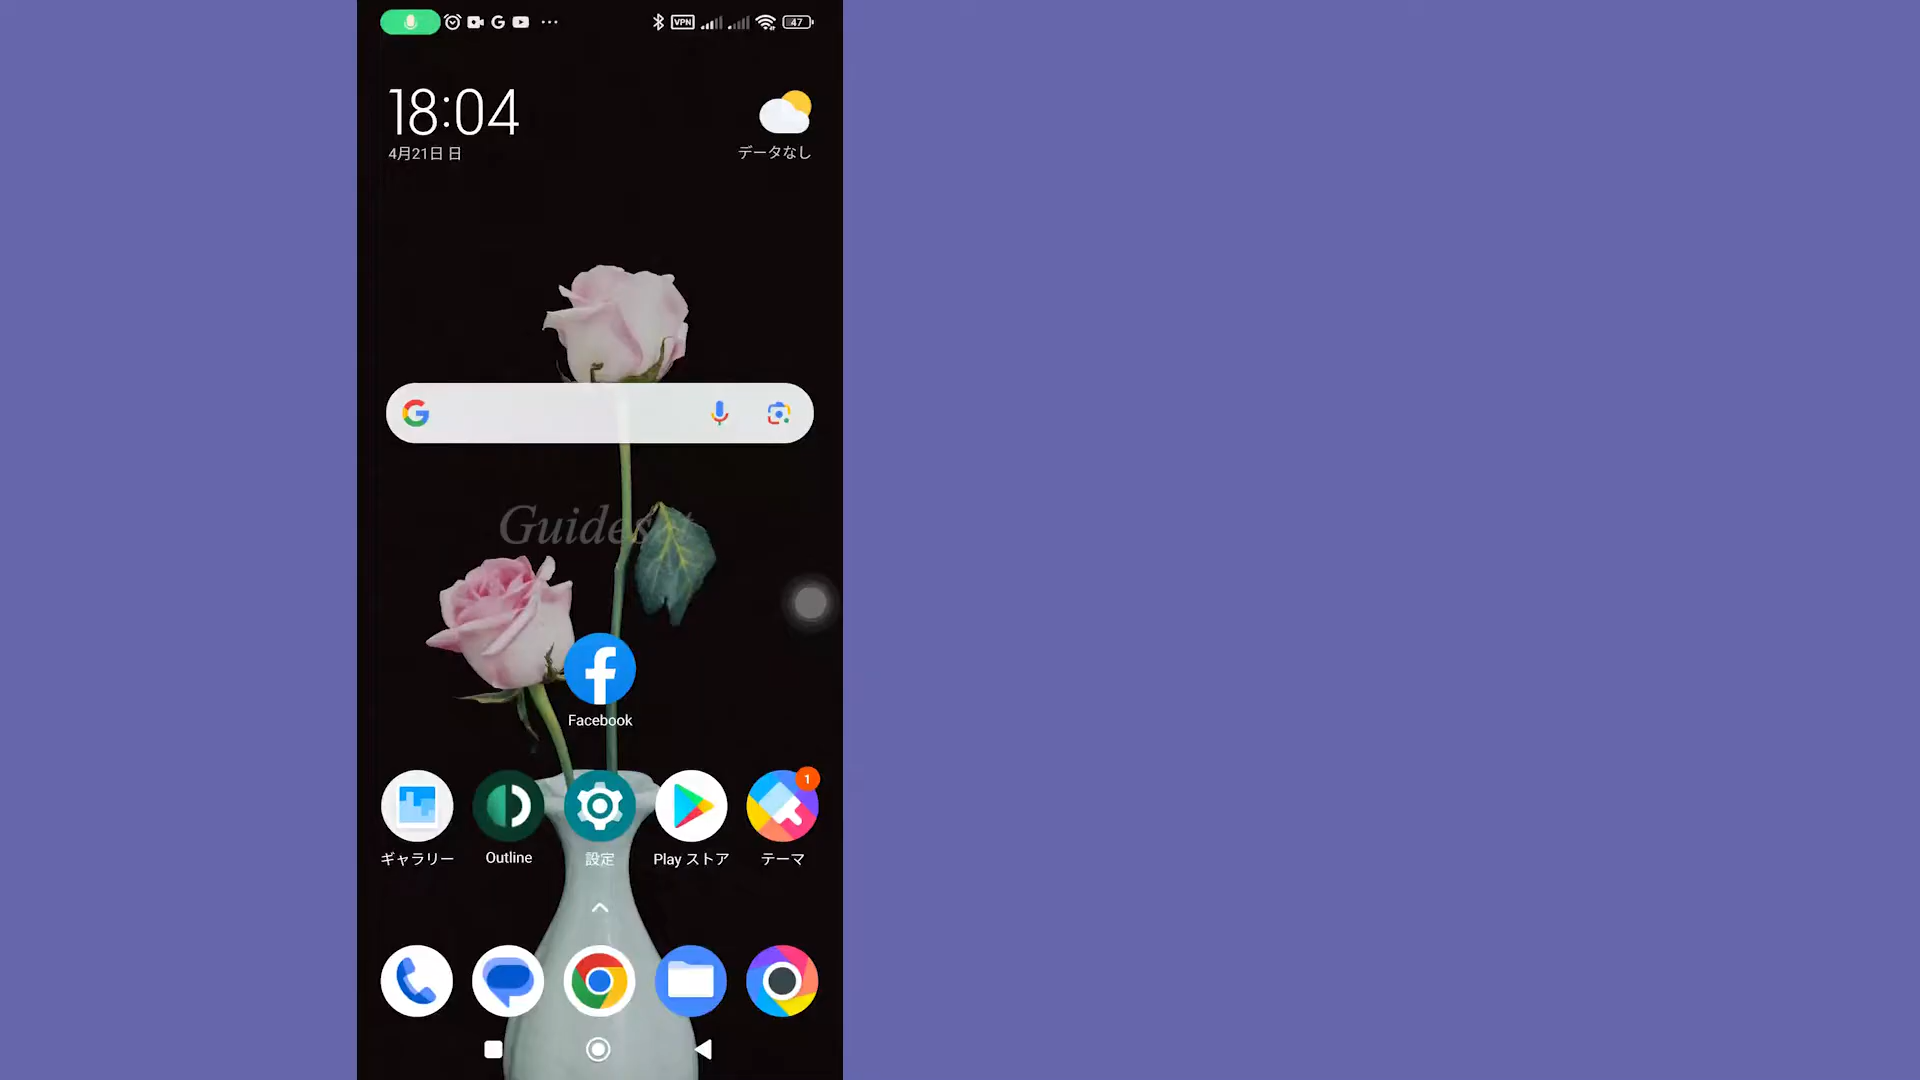 VPN
47
18:04
4月21日 日
データなし
Guideset
Facebook
1
ギャラリー
Outline
設定
Play ストア
テーマ